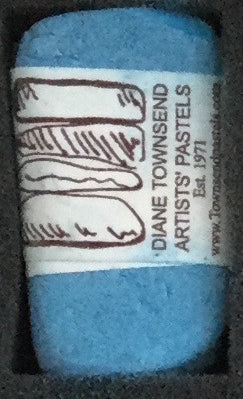 DIANE TOWNSEND
ARTISTS' PASTELS
Est. 1971
www.Townsendpastels.com